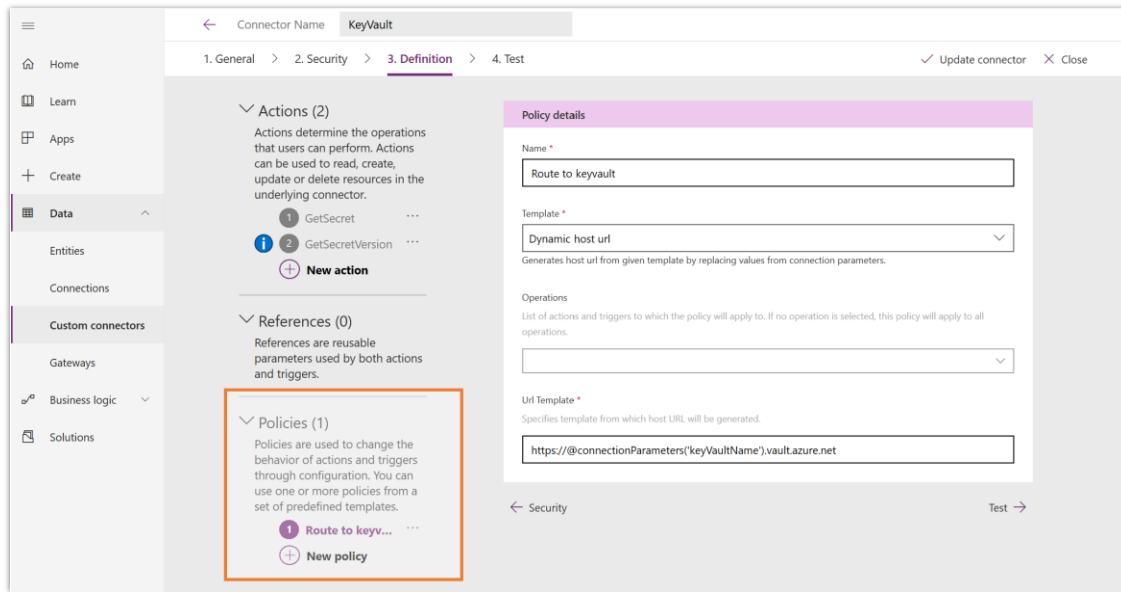 Connector Name
KeyVault
1. General
2. Security
3. Definition
4. Test
Update connector
Close
Home
Learn
Apps
Create
Data
Entities
Connections
Custom connectors
Gateways
Business logic
Solutions
Actions (2)
Actions determine the operations
that users can perform. Actions
can be used to read, create,
update or delete resources in the
underlying connector.
1 GetSecret ...
i 2 GetSecretVersion ...
New action
References (0)
References are reusable
parameters used by both actions
and triggers.
Policies (1)
Policies are used to change the
behavior of actions and triggers
through configuration. You can
use one or more policies from a
set of predefined templates.
1 Route to keyv... ...
New policy
Policy details
Name *
Route to keyvault
Template *
Dynamic host url
Generates host url from given template by replacing values from connection parameters.
Operations
List of actions and triggers to which the policy will apply to. If no operation is selected, this policy will apply to all
operations.
Url Template *
Specifies template from which host URL will be generated.
https://@connectionParameters('keyVaultName').vault.azure.net
Security
Test